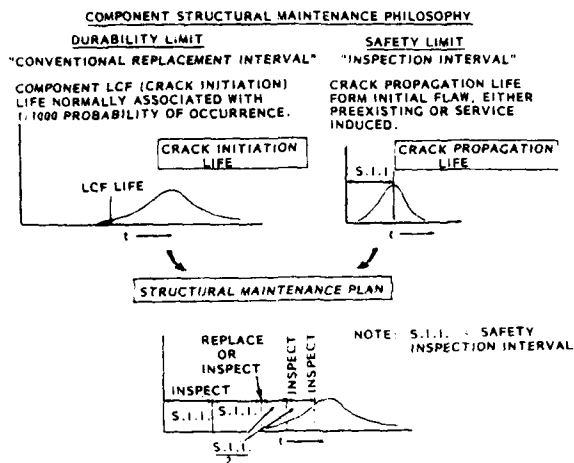 COMPONENT STRUCTURAL MAINTENANCE PHILOSOPHY
DURABILITY LIMIT
"CONVENTIONAL REPLACEMENT INTERVAL"
COMPONENT LCF (CRACK INITIATION)
LIFE NORMALLY ASSOCIATED WITH
1/1000 PROBABILITY OF OCCURRENCE.
CRACK INITIATION
LIFE
LCF LIFE
t
SAFETY LIMIT
"INSPECTION INTERVAL"
CRACK PROPAGATION LIFE
FORM INITIAL FLAW, EITHER
PREEXISTING OR SERVICE
INDUCED.
CRACK PROPAGATION
LIFE
S.I.I
t
STRUCTURAL MAINTENANCE PLAN
REPLACE
OR
INSPECT
INSPECT
INSPECT
INSPECT
S.I.I.
S.I.I.
S.I.I.
2
t
NOTE: S.I.I. - SAFETY
INSPECTION INTERVAL